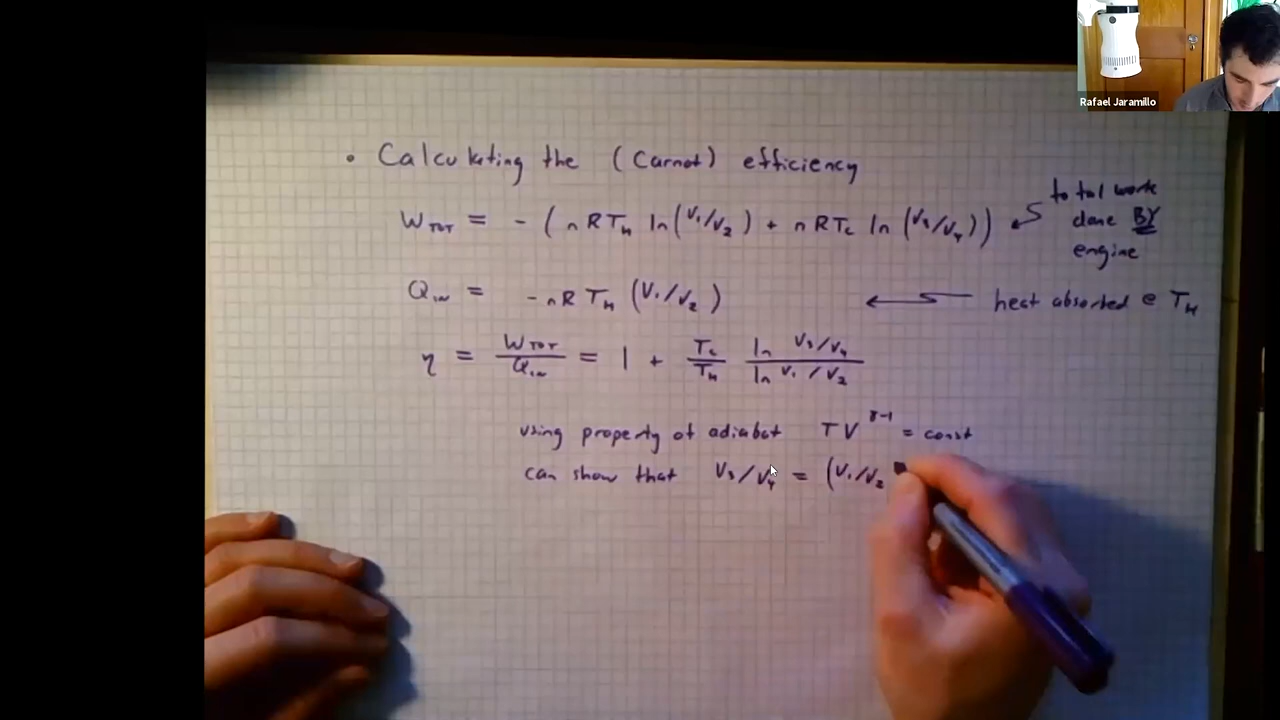 Rafael Jaramillo
• Calculating the (Carnot) efficiency
W_TOT = - (nRT_H ln(V₁/V₂) + nRT_C ln(V₃/V₄))
total work
done BY
engine
Q_IN = -nRT_H (V₁/V₂)
heat absorbed @ T_H
η = W_TOT/Q_IN = 1 + T_C/T_H ln V₃/V₄ / ln V₁/V₂
using property of adiabat TV^(γ-1) = const
can show that V₃/V₄ = (V₁/V₂